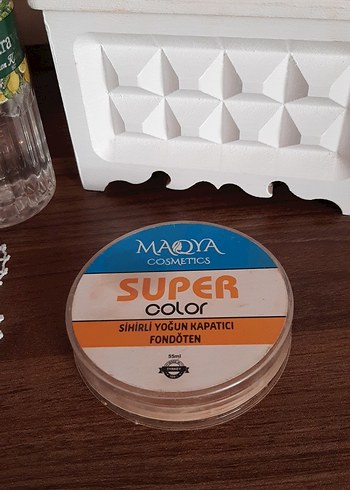 MAQYA
COSMETICS
SUPER
color
SİHİRLİ YOĞUN KAPATICI
FONDÖTEN
55ml